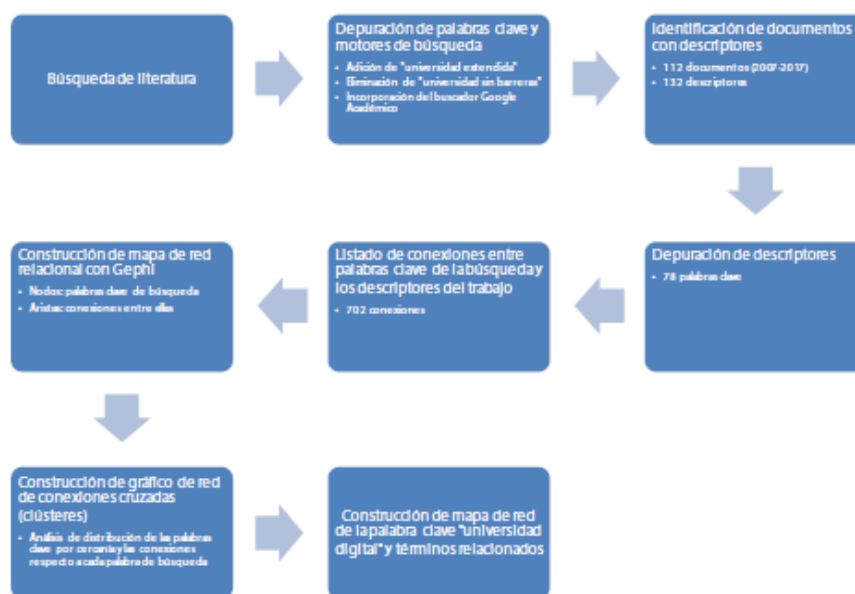 Búsqueda de literatura
Depuración de palabras clave y
motores de búsqueda
• Adición de "universidad extendida"
• Eliminación de "universidad sin barreras"
• Incorporación del buscador Google
Académico
Identificación de documentos
con descriptores
• 112 documentos (2007-2017)
• 132 descriptores
Depuración de descriptores
• 78 palabras clave
Listado de conexiones entre
palabras clave de la búsqueda y
los descriptores del trabajo
• 702 conexiones
Construcción de mapa de red
relacional con Gephi
• Nodos: palabras clave de búsqueda
• Aristas: conexiones entre ellas
Construcción de gráfico de red
de conexiones cruzadas
(clústeres)
• Análisis de distribución de las palabras
clave por cercanía y las conexiones
respecto a cada palabra de búsqueda
Construcción de mapa de red
de la palabra clave "universidad
digital" y términos relacionados